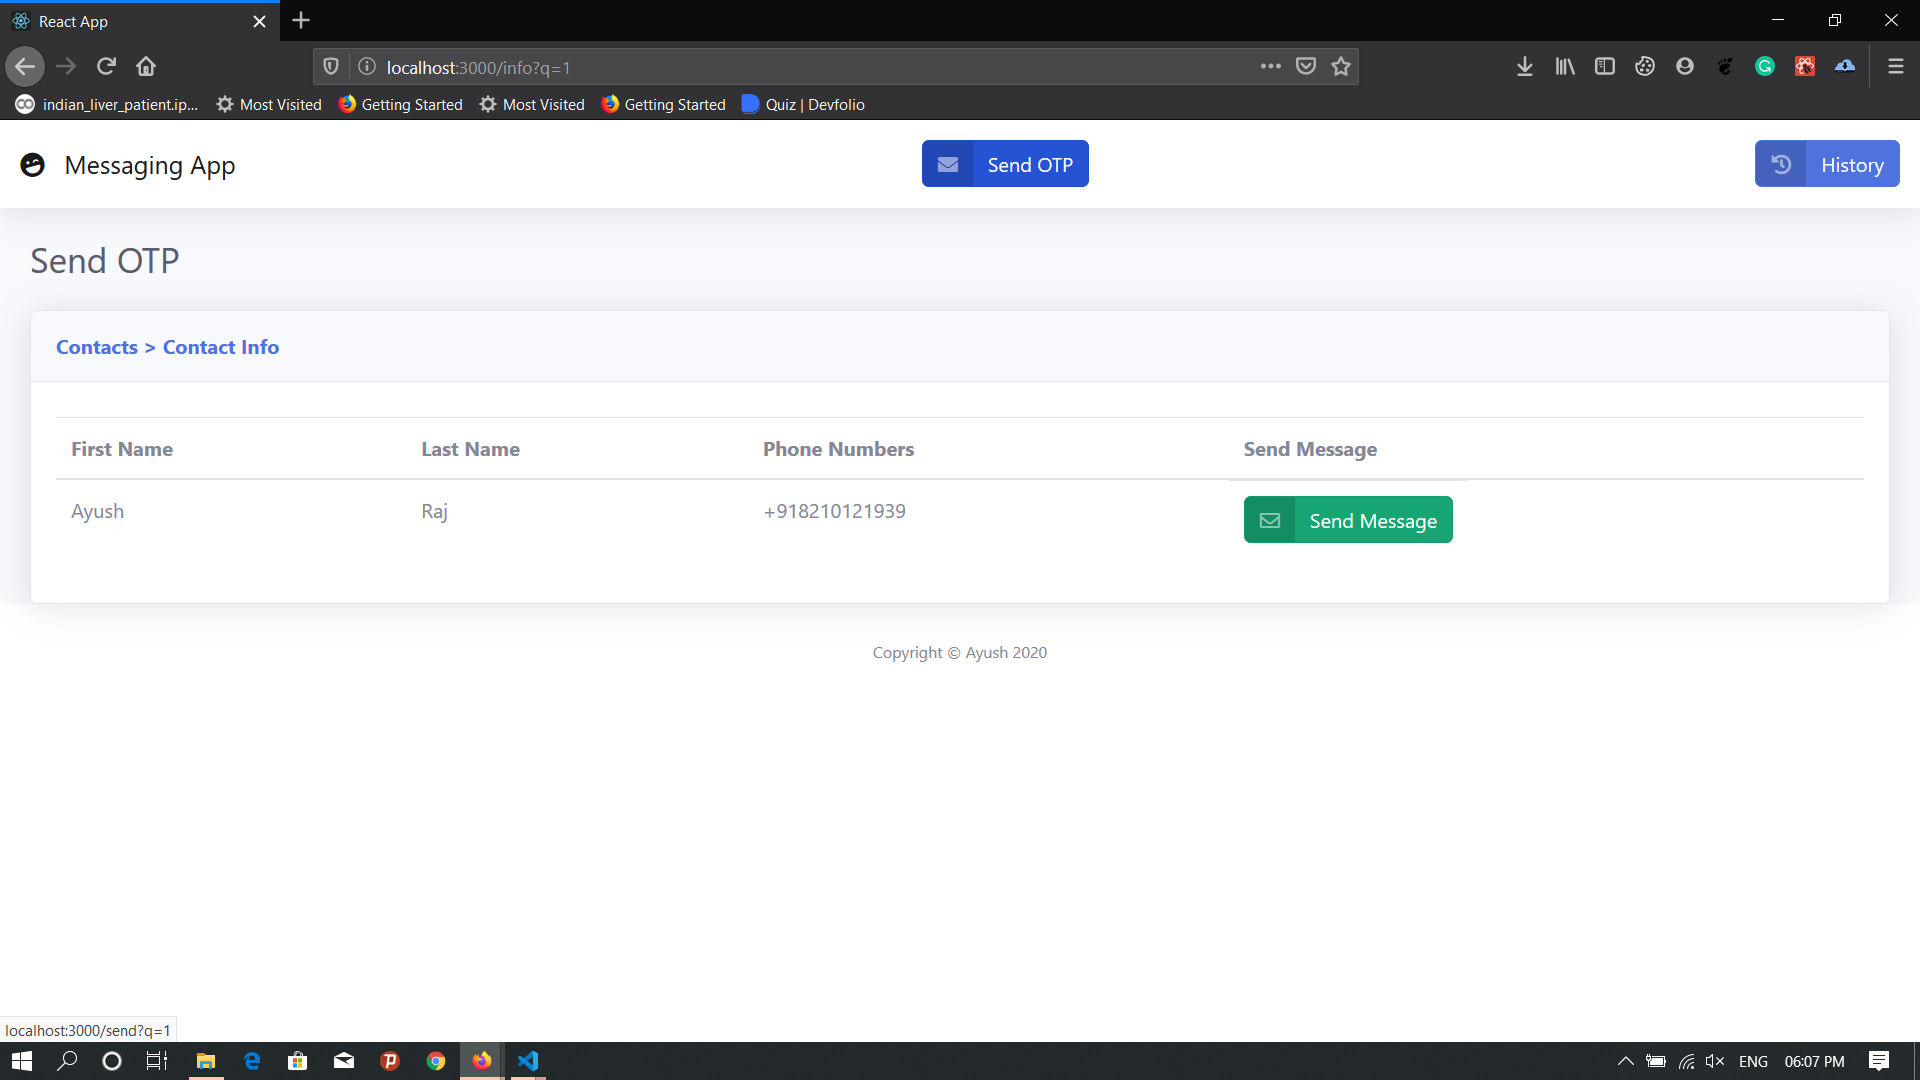 React App
localhost:3000/info?q=1
indian_liver_patient.ip... Most Visited Getting Started Most Visited Getting Started Quiz | Devfolio
Messaging App Send OTP History
Send OTP
Contacts > Contact Info
First Name Last Name Phone Numbers Send Message
Ayush Raj +918210121939 Send Message
Copyright © Ayush 2020
localhost:3000/send?q=1
ENG 06:07 PM